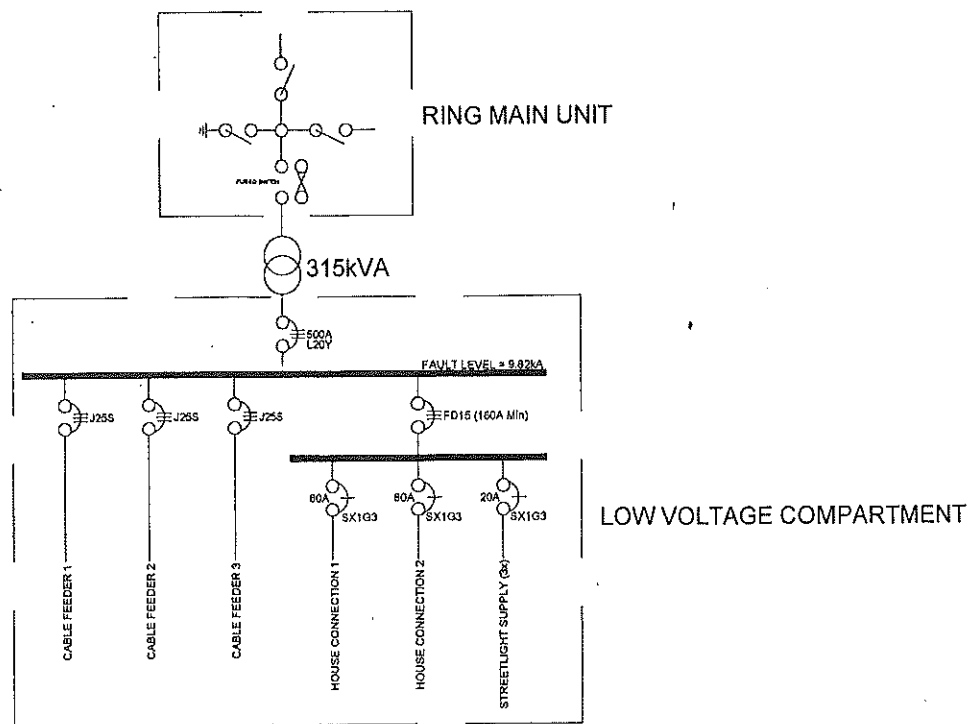 RING MAIN UNIT
315kVA
500A
L20Y
FAULT LEVEL = 9.82kA
J25S
J25S
J25S
FD15 (160A Min)
60A
SX1G3
60A
SX1G3
20A
SX1G3
LOW VOLTAGE COMPARTMENT
CABLE FEEDER 1
CABLE FEEDER 2
CABLE FEEDER 3
HOUSE CONNECTION 1
HOUSE CONNECTION 2
STREETLIGHT SUPPLY (3x)